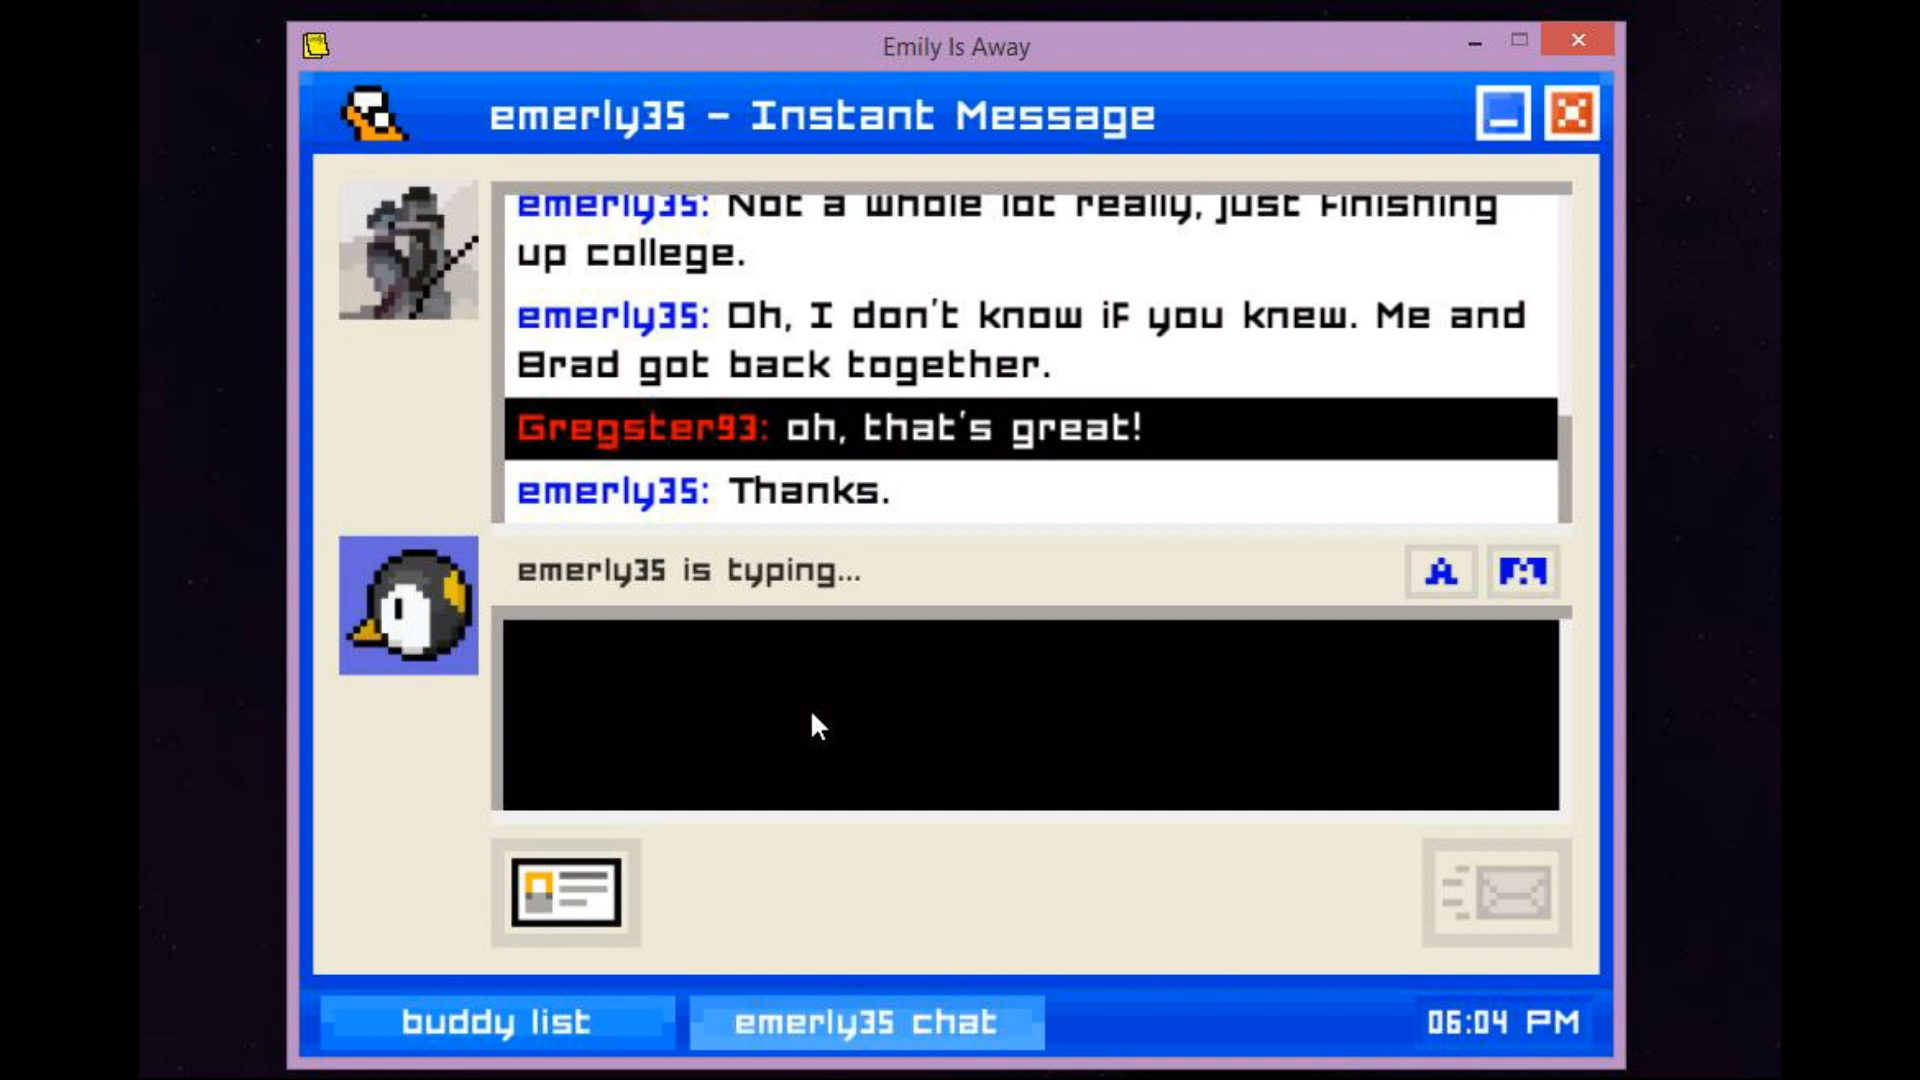 Emily Is Away
emerly35 - Instant Message
emerly35: Not a whole lot really, just finishing
up college.
emerly35: Oh, I don't know if you knew. Me and
Brad got back together.
Gregster93: oh, that's great!
emerly35: Thanks.
emerly35 is typing...
A A
buddy list
emerly35 chat
06:04 PM